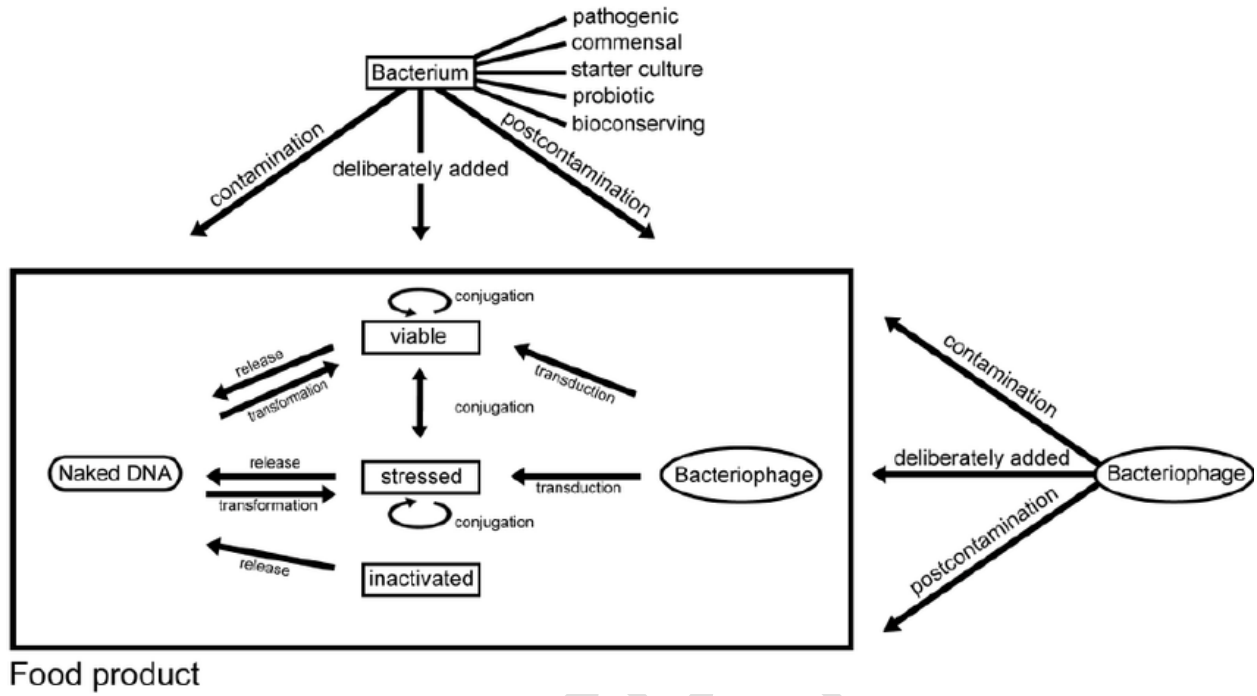 pathogenic
commensal
Bacterium
starter culture
probiotic
bioconserving
contamination
deliberately added
postcontamination
conjugation
viable
release
transformation
transduction
conjugation
contamination
Naked DNA
release
transformation
stressed
transduction
Bacteriophage
deliberately added
Bacteriophage
conjugation
release
inactivated
postcontamination
Food product